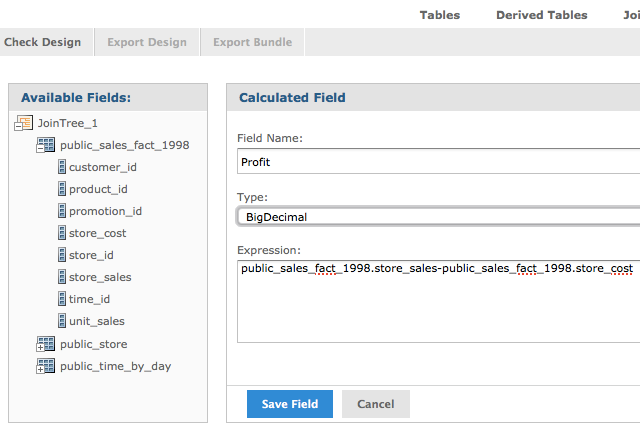 Tables Derived Tables
Check Design Export Design Export Bundle
Available Fields:
JoinTree_1
public_sales_fact_1998
customer_id
product_id
promotion_id
store_cost
store_id
store_sales
time_id
unit_sales
public_store
public_time_by_day
Calculated Field
Field Name:
Profit
Type:
BigDecimal
Expression:
public_sales_fact_1998.store_sales-public_sales_fact_1998.store_cost
Save Field Cancel